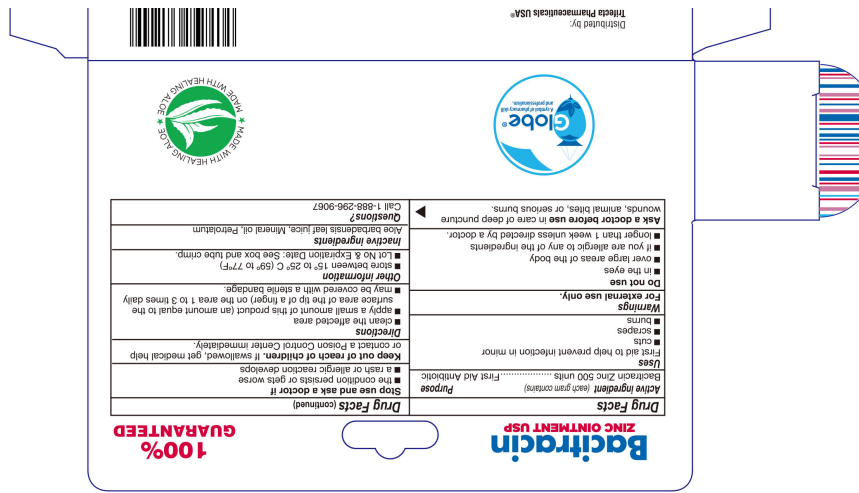 Bacitracin
ZINC OINTMENT USP
100%
GUARANTEED
Drug Facts
Active ingredient (each gram contains) Purpose
Bacitracin Zinc 500 units ................... First Aid Antibiotic
Uses
First aid to help prevent infection in minor
■ cuts
■ scrapes
■ burns
Warnings
For external use only.
Do not use
■ in the eyes
■ over large areas of the body
■ if you are allergic to any of the ingredients
■ longer than 1 week unless directed by a doctor.
Ask a doctor before use in care of deep puncture
wounds, animal bites, or serious burns.
Drug Facts (continued)
Stop use and ask a doctor if
■ the condition persists or gets worse
■ a rash or allergic reaction develops
Keep out of reach of children. If swallowed, get medical help
or contact a Poison Control Center immediately.
Directions
■ clean the affected area
■ apply a small amount of this product (an amount equal to the
surface area of the tip of a finger) on the area 1 to 3 times daily
■ may be covered with a sterile bandage.
Other information
■ store between 15° to 25° C (59° to 77°F)
■ Lot No & Expiration Date: See box and tube crimp.
Inactive ingredients
Aloe barbadensis leaf juice, Mineral oil, Petrolatum
Questions?
Call 1-888-296-9067
Globe®
A symbol of pharmacy skill
and professionalism.
MADE WITH HEALING ALOE
MADE WITH HEALING ALOE
Distributed by:
Trifecta Pharmaceuticals USA®